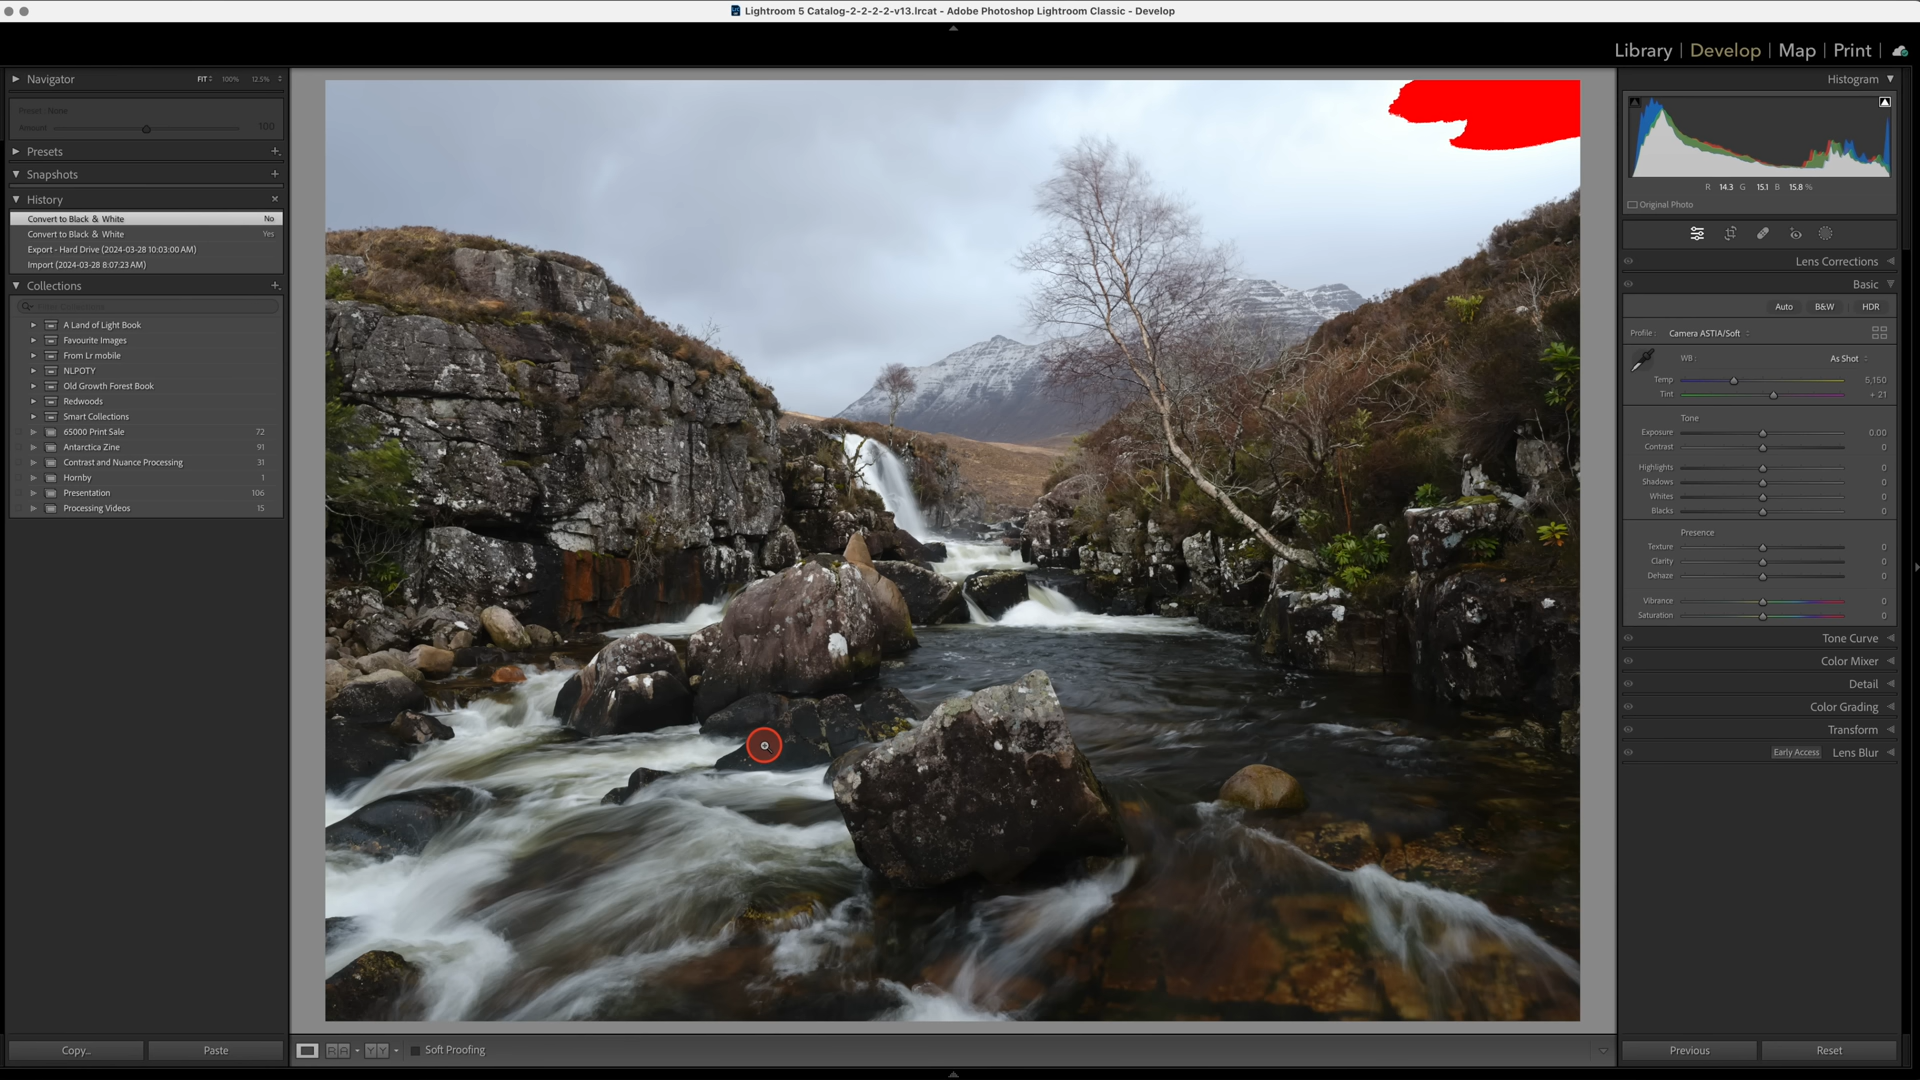 Lightroom 5 Catalog-2-2-2-2-v13.lrcat - Adobe Photoshop Lightroom Classic - Develop
Library | Develop | Map | Print |
Navigator FIT 100% 12.5%
Preset: None
Amount 100
Presets
Snapshots
History
Convert to Black & White No
Convert to Black & White Yes
Export - Hard Drive (2024-03-28 10:03:00 AM)
Import (2024-03-28 8:07:23 AM)
Collections
A Land of Light Book
Favourite Images
From Lr mobile
NLPOTY
Old Growth Forest Book
Redwoods
Smart Collections
65000 Print Sale 72
Antarctica Zine 91
Contrast and Nuance Processing 31
Hornby 1
Presentation 106
Processing Videos 15
Copy... Paste
Soft Proofing
Histogram
R 14.3 G 15.1 B 15.8 %
Original Photo
Lens Corrections
Basic
Auto B&W HDR
Profile: Camera ASTIA/Soft
WB: As Shot
Temp 5,150
Tint + 21
Tone
Exposure 0.00
Contrast 0
Highlights 0
Shadows 0
Whites 0
Blacks 0
Presence
Texture 0
Clarity 0
Dehaze 0
Vibrance 0
Saturation 0
Tone Curve
Color Mixer
Detail
Color Grading
Transform
Early Access Lens Blur
Previous Reset